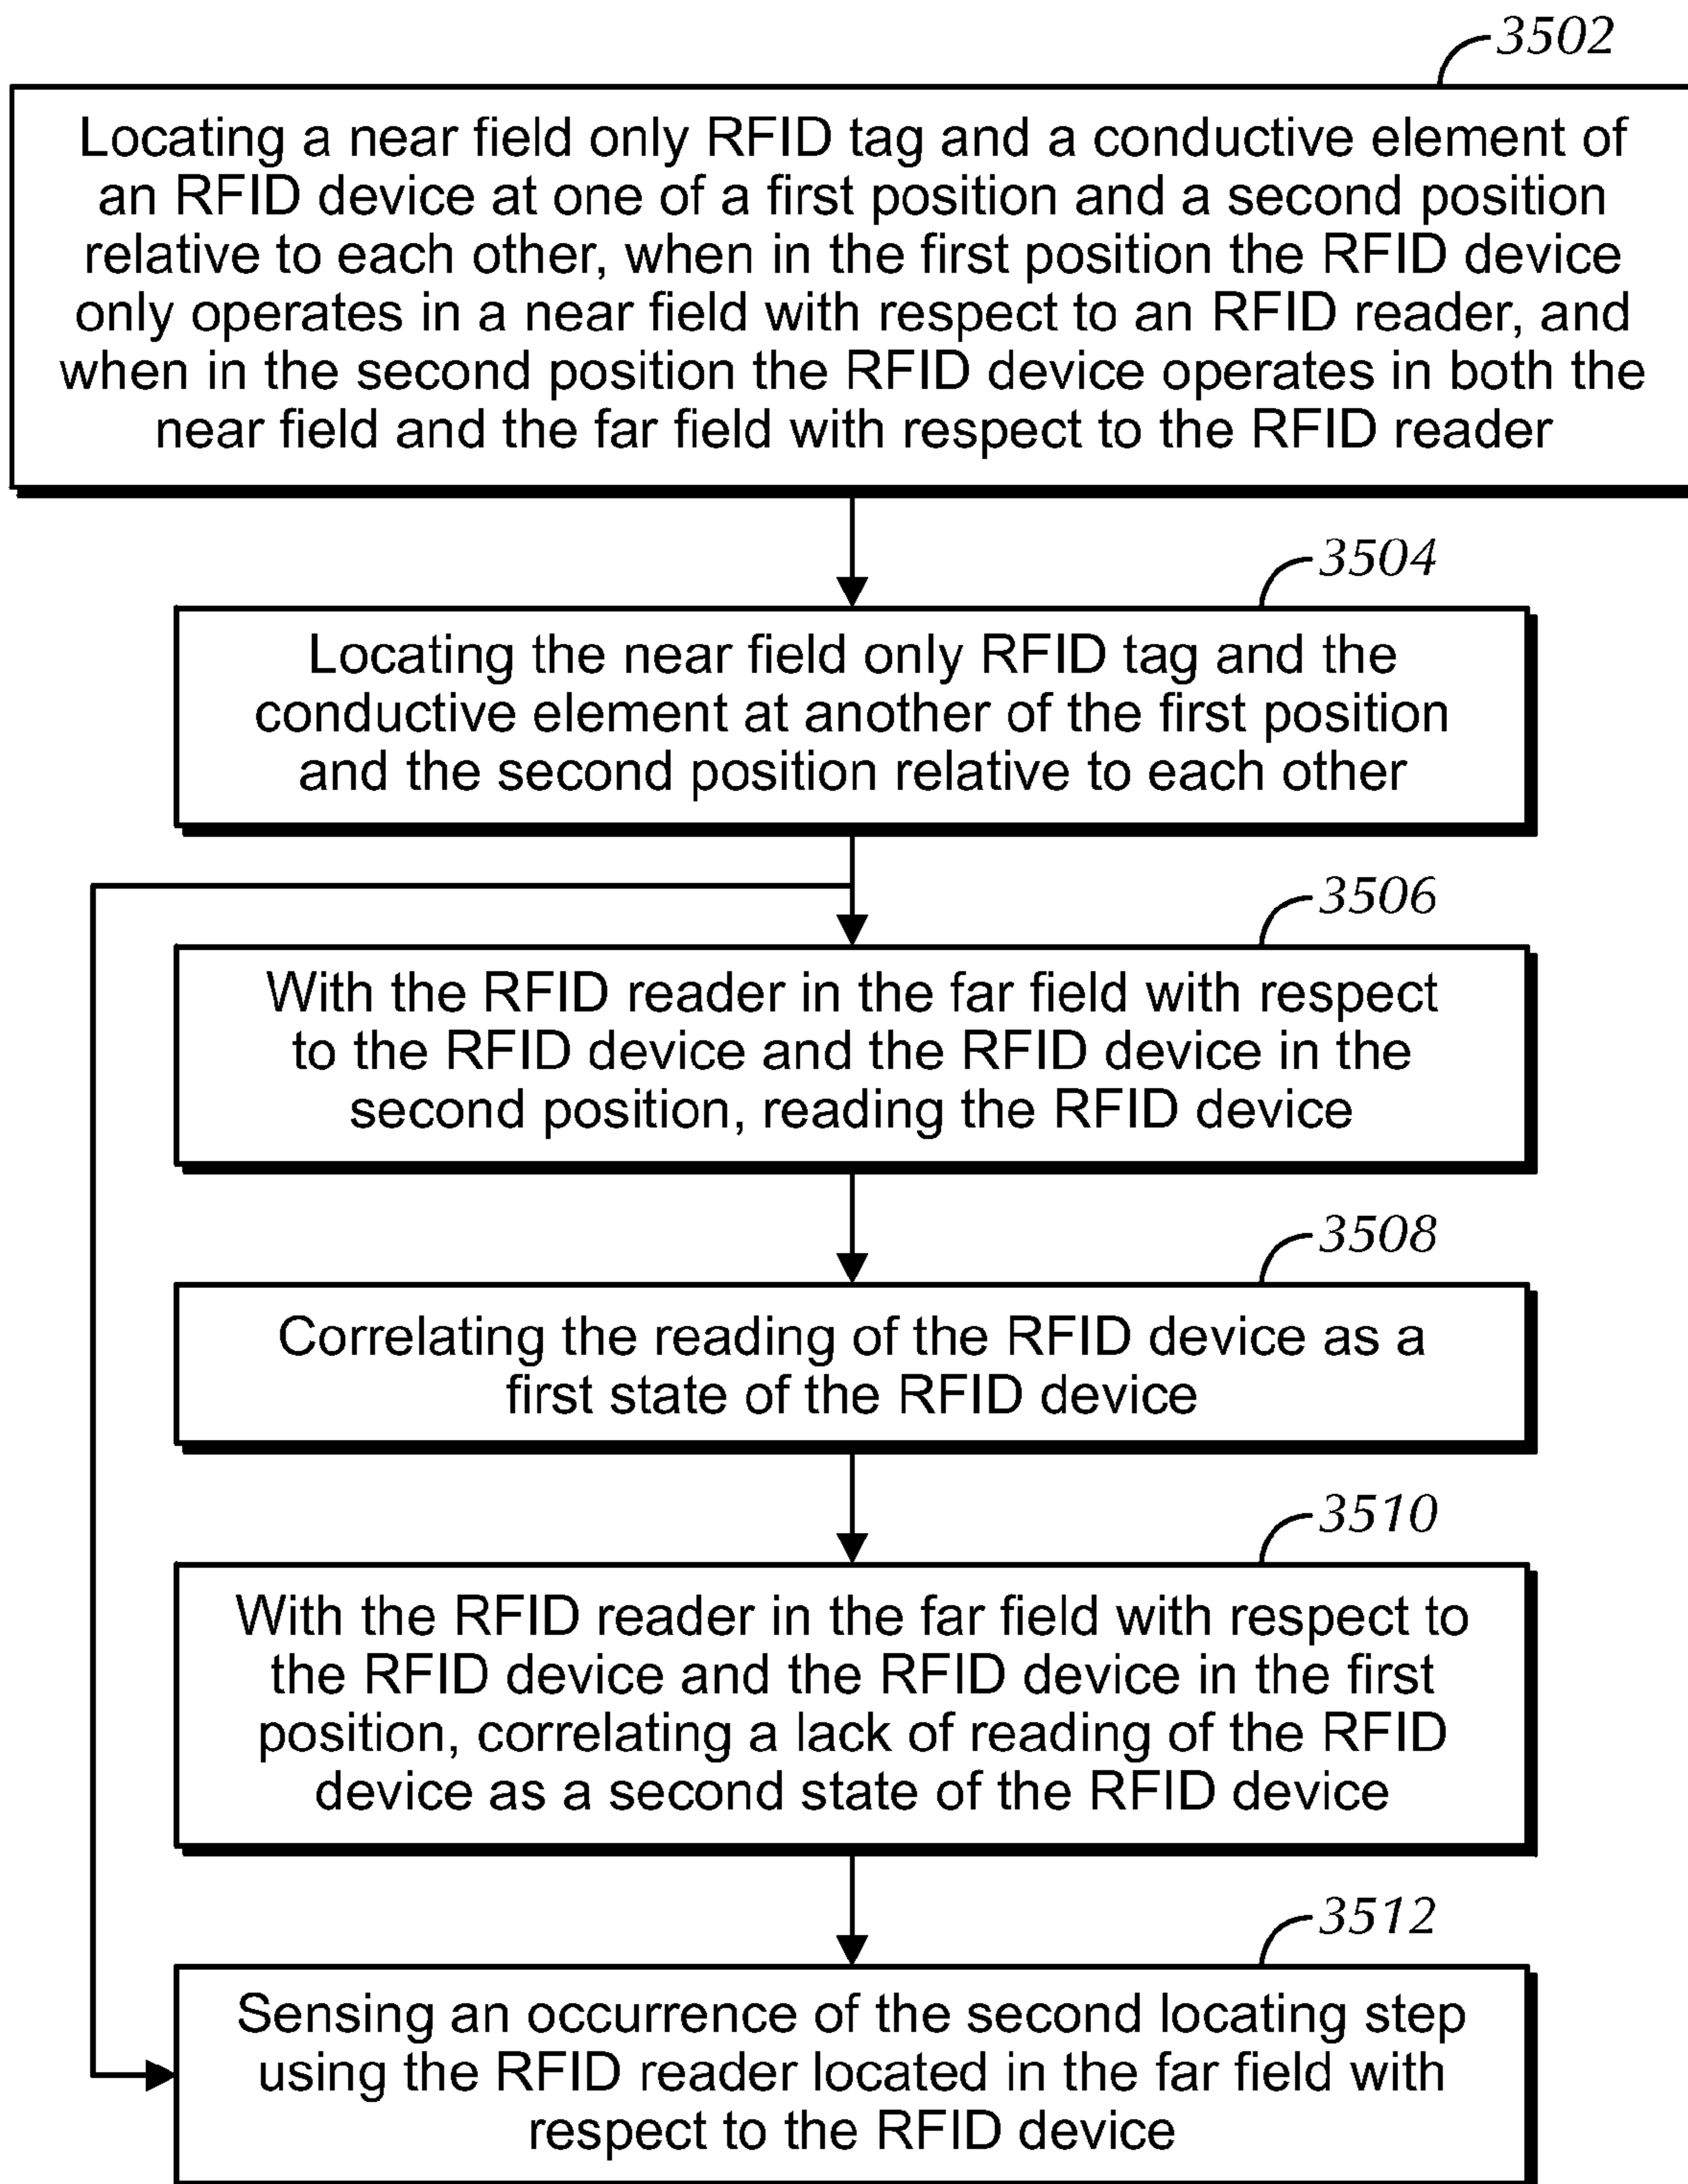 3502
Locating a near field only RFID tag and a conductive element of
an RFID device at one of a first position and a second position
relative to each other, when in the first position the RFID device
only operates in a near field with respect to an RFID reader, and
when in the second position the RFID device operates in both the
near field and the far field with respect to the RFID reader
3504
Locating the near field only RFID tag and the
conductive element at another of the first position
and the second position relative to each other
3506
With the RFID reader in the far field with respect
to the RFID device and the RFID device in the
second position, reading the RFID device
3508
Correlating the reading of the RFID device as a
first state of the RFID device
3510
With the RFID reader in the far field with respect to
the RFID device and the RFID device in the first
position, correlating a lack of reading of the RFID
device as a second state of the RFID device
3512
Sensing an occurrence of the second locating step
using the RFID reader located in the far field with
respect to the RFID device